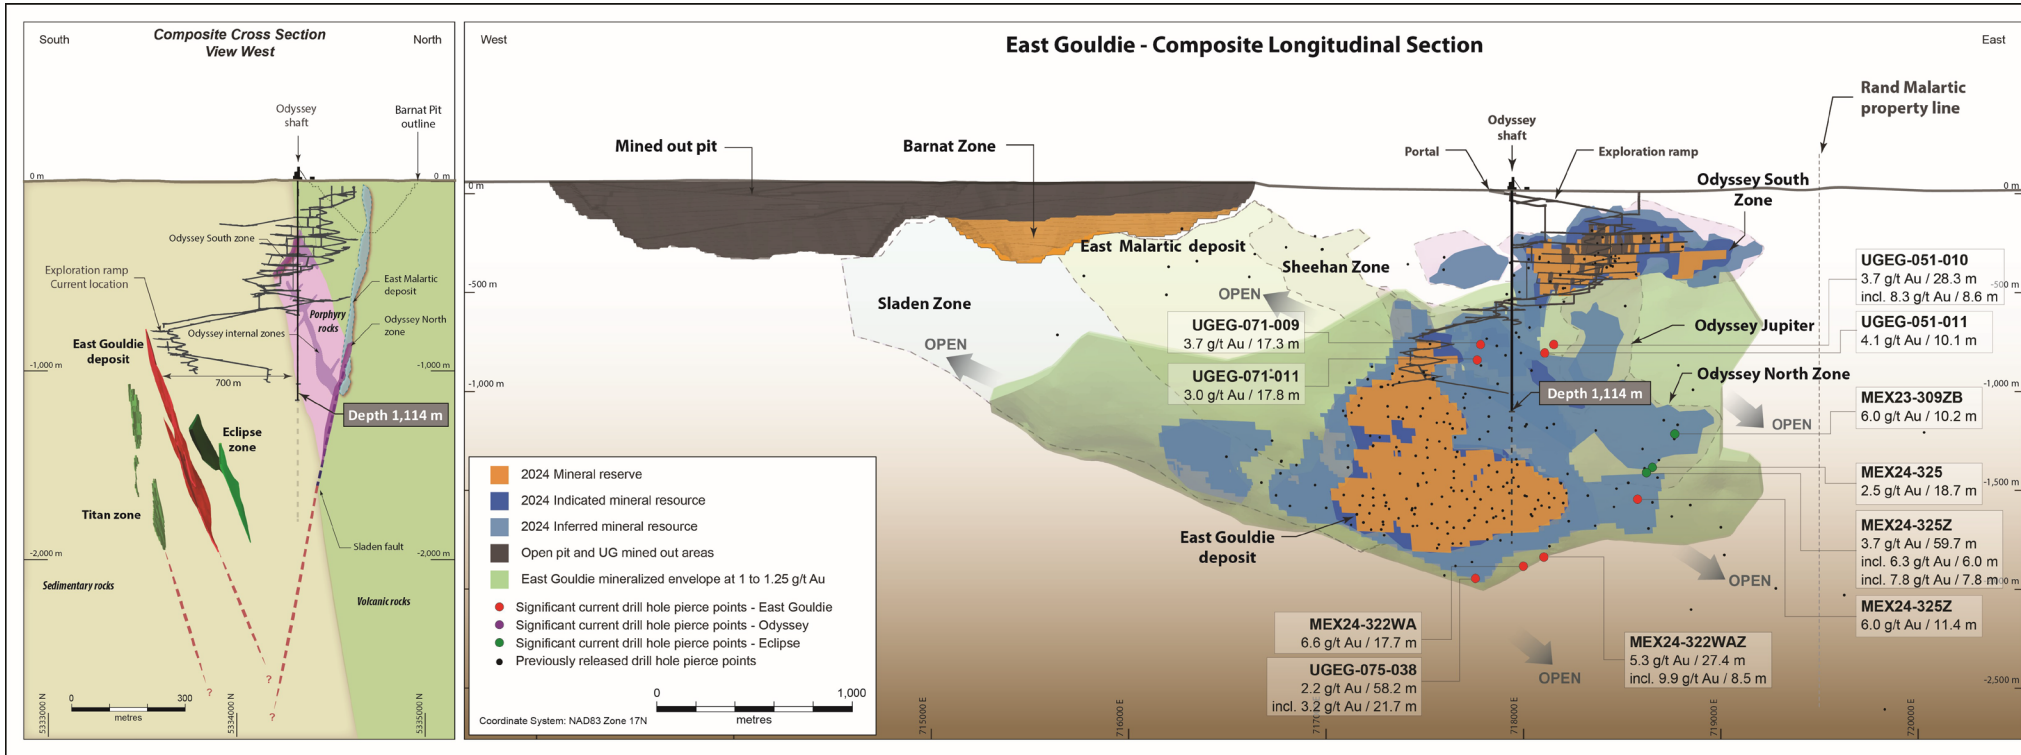 South
Composite Cross Section
View West
North
Odyssey
shaft
Barnat Pit
outline
0 m
0 m
Odyssey South zone
Exploration ramp
Current location
East Malartic
deposit
Porphyry
rocks
Odyssey North
zone
Odyssey internal zones
East Gouldie
deposit
-1,000 m
-1,000 m
700 m
Depth 1,114 m
Eclipse
zone
Titan zone
Sladen fault
-2,000 m
-2,000 m
Sedimentary rocks
Volcanic rocks
?
?
?
0
300
metres
5333000 N
5334000 N
5335000 N
West
East Gouldie - Composite Longitudinal Section
East
Rand Malartic
property line
Mined out pit
Barnat Zone
Odyssey
shaft
Portal
Exploration ramp
Odyssey South
Zone
0 m
0 m
East Malartic deposit
Sheehan Zone
Sladen Zone
OPEN
OPEN
-500 m
-500 m
UGEG-051-010
3.7 g/t Au / 28.3 m
incl. 8.3 g/t Au / 8.6 m
UGEG-071-009
3.7 g/t Au / 17.3 m
Odyssey Jupiter
UGEG-051-011
4.1 g/t Au / 10.1 m
UGEG-071-011
3.0 g/t Au / 17.8 m
Odyssey North Zone
-1,000 m
-1,000 m
Depth 1,114 m
MEX23-309ZB
6.0 g/t Au / 10.2 m
OPEN
MEX24-325
2.5 g/t Au / 18.7 m
-1,500 m
MEX24-325Z
3.7 g/t Au / 59.7 m
incl. 6.3 g/t Au / 6.0 m
incl. 7.8 g/t Au / 7.8 m
East Gouldie
deposit
OPEN
MEX24-325Z
6.0 g/t Au / 11.4 m
MEX24-322WA
6.6 g/t Au / 17.7 m
MEX24-322WAZ
5.3 g/t Au / 27.4 m
incl. 9.9 g/t Au / 8.5 m
UGEG-075-038
2.2 g/t Au / 58.2 m
incl. 3.2 g/t Au / 21.7 m
OPEN
-2,500 m
2024 Mineral reserve
2024 Indicated mineral resource
2024 Inferred mineral resource
Open pit and UG mined out areas
East Gouldie mineralized envelope at 1 to 1.25 g/t Au
Significant current drill hole pierce points - East Gouldie
Significant current drill hole pierce points - Odyssey
Significant current drill hole pierce points - Eclipse
Previously released drill hole pierce points
0
1,000
metres
Coordinate System: NAD83 Zone 17N
715000 E
716000 E
718000 E
719000 E
720000 E